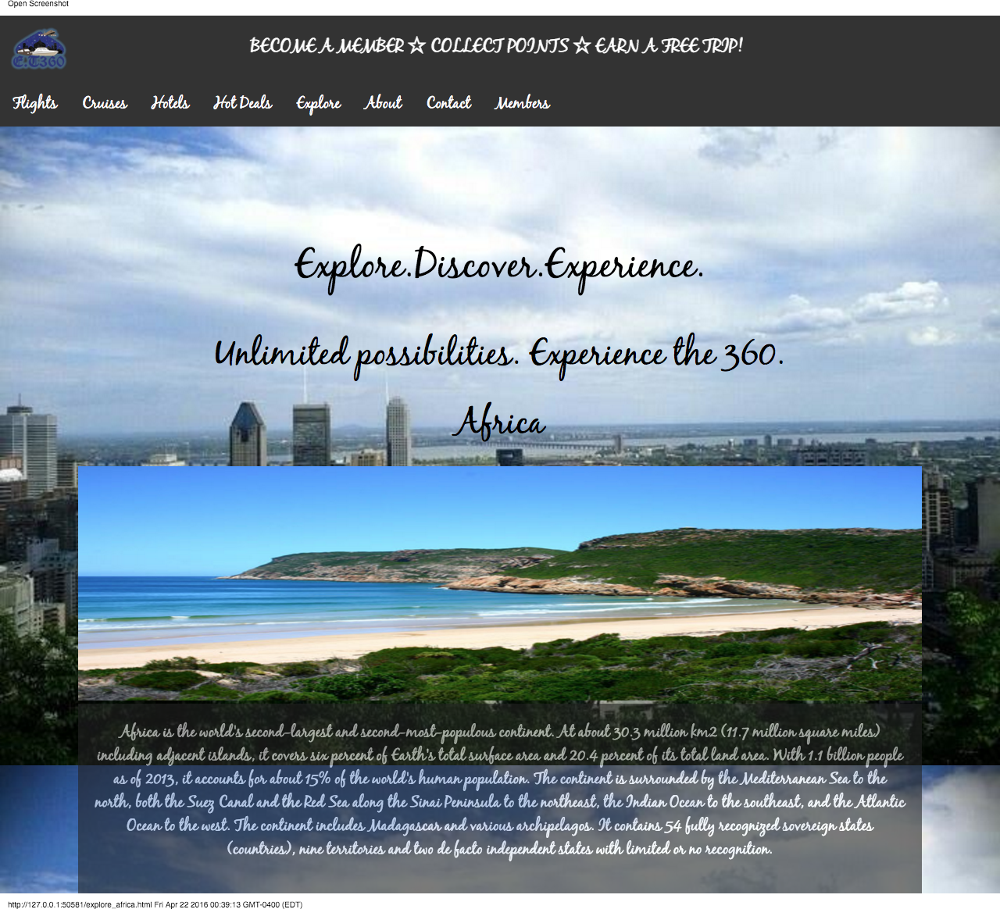 Open Screenshot
E.T360
BECOME A MEMBER ☆ COLLECT POINTS ☆ EARN A FREE TRIP!
Flights Cruises Hotels Hot Deals Explore About Contact Members
Explore.Discover.Experience.
Unlimited possibilities. Experience the 360.
Africa
Africa is the world's second-largest and second-most-populous continent. At about 30.3 million km2 (11.7 million square miles)
including adjacent islands, it covers six percent of Earth's total surface area and 20.4 percent of its total land area. With 1.1 billion people
as of 2013, it accounts for about 15% of the world's human population. The continent is surrounded by the Mediterranean Sea to the
north, both the Suez Canal and the Red Sea along the Sinai Peninsula to the northeast, the Indian Ocean to the southeast, and the Atlantic
Ocean to the west. The continent includes Madagascar and various archipelagos. It contains 54 fully recognized sovereign states
(countries), nine territories and two de facto independent states with limited or no recognition.
http://127.0.0.1:50581/explore_africa.html Fri Apr 22 2016 00:39:13 GMT-0400 (EDT)